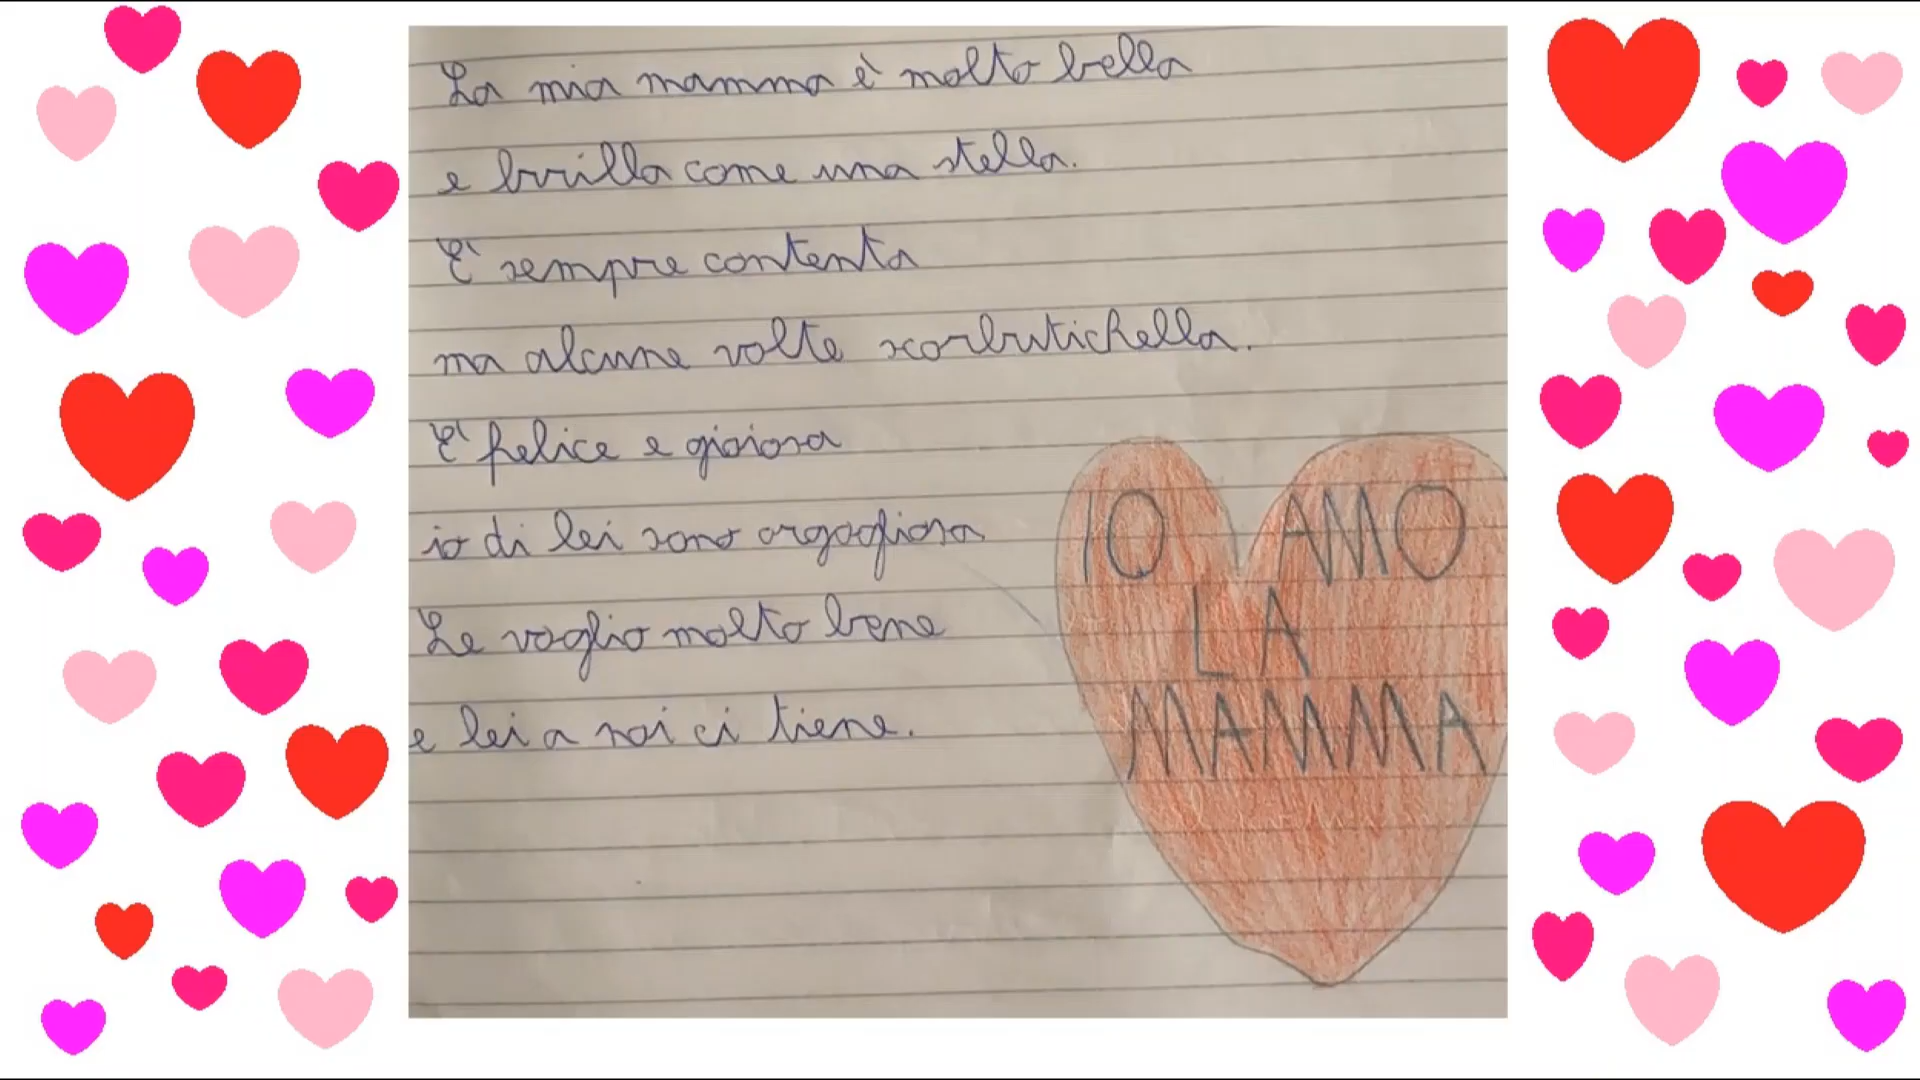 La mia mamma è molto bella
e brilla come una stella.
E' sempre contenta
ma alcune volte scorbutichella.
E' felice e gioiosa
io di lei sono orgogliosa
Le voglio molto bene
e lei a noi ci tiene.
IO AMO
LA
MAMMA